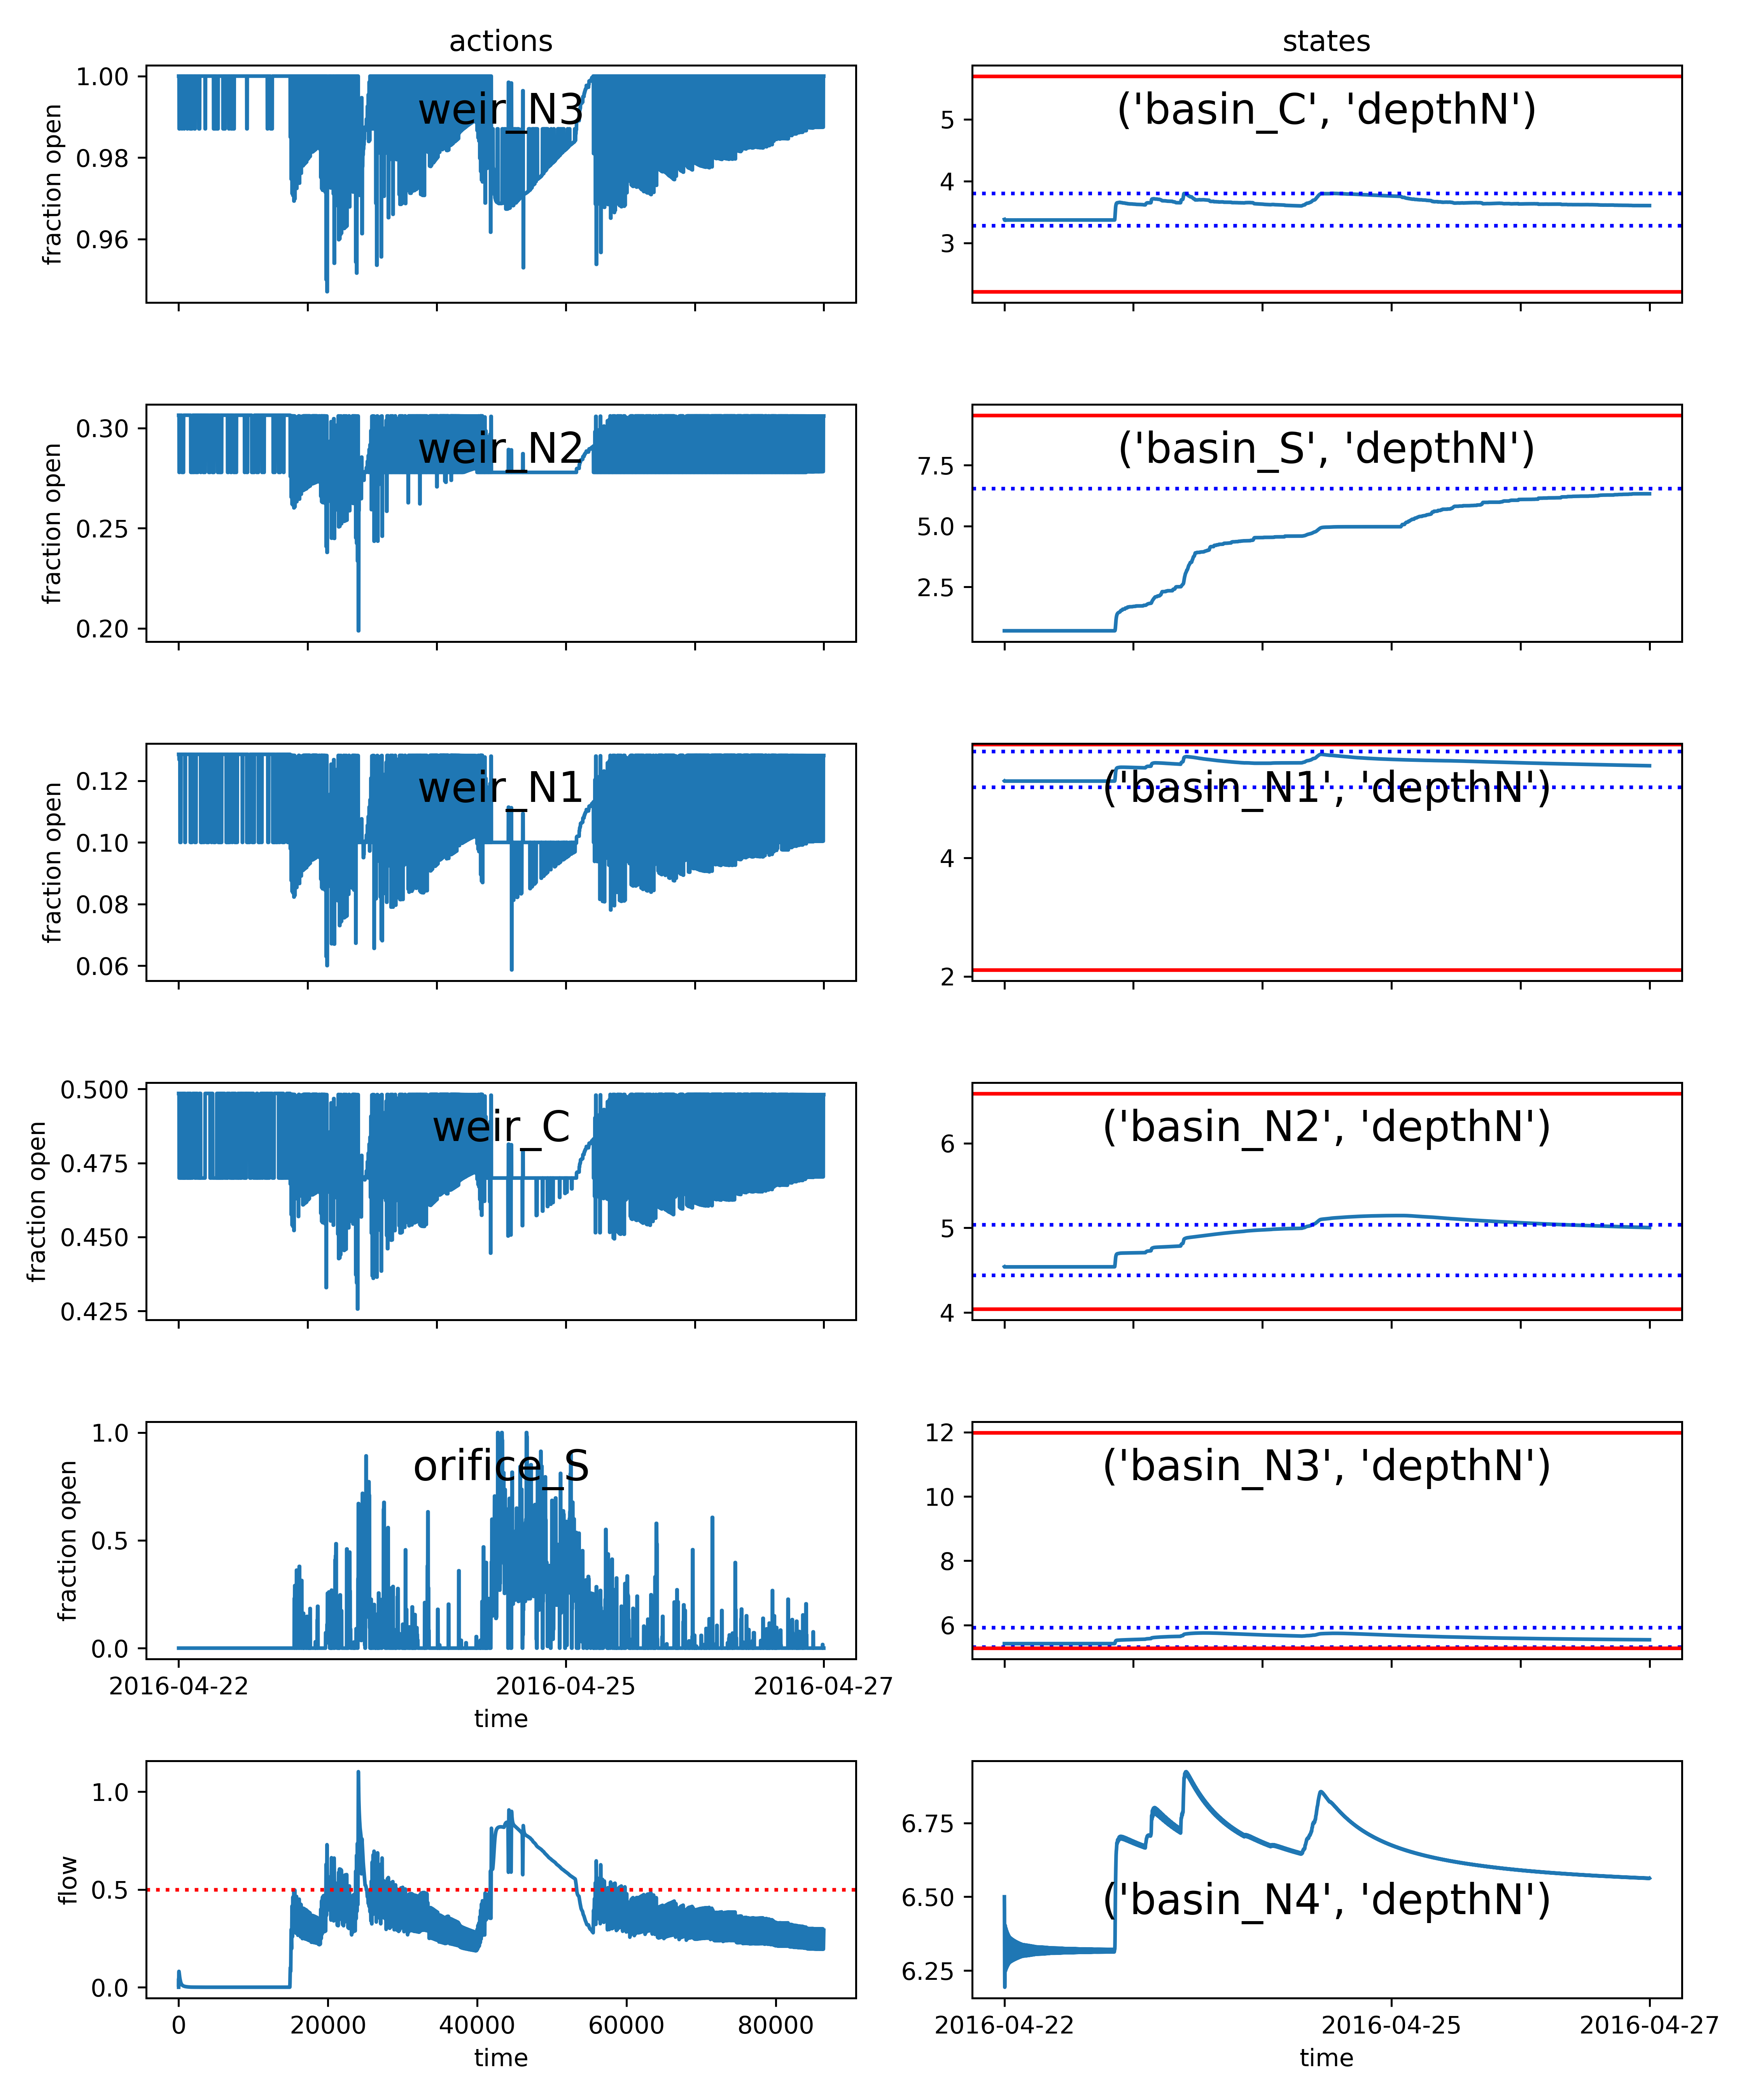 actions
states
1.00
0.98
0.96
fraction open
weir_N3
5
4
3
('basin_C', 'depthN')
0.30
0.25
0.20
fraction open
weir_N2
7.5
5.0
2.5
('basin_S', 'depthN')
0.12
0.10
0.08
0.06
fraction open
weir_N1
4
2
('basin_N1', 'depthN')
0.500
0.475
0.450
0.425
fraction open
weir_C
6
5
4
('basin_N2', 'depthN')
1.0
0.5
0.0
fraction open
orifice_S
2016-04-22 2016-04-25 2016-04-27
time
12
10
8
6
('basin_N3', 'depthN')
1.0
0.5
0.0
flow
0 20000 40000 60000 80000
time
6.75
6.50
6.25
('basin_N4', 'depthN')
2016-04-22 2016-04-25 2016-04-27
time